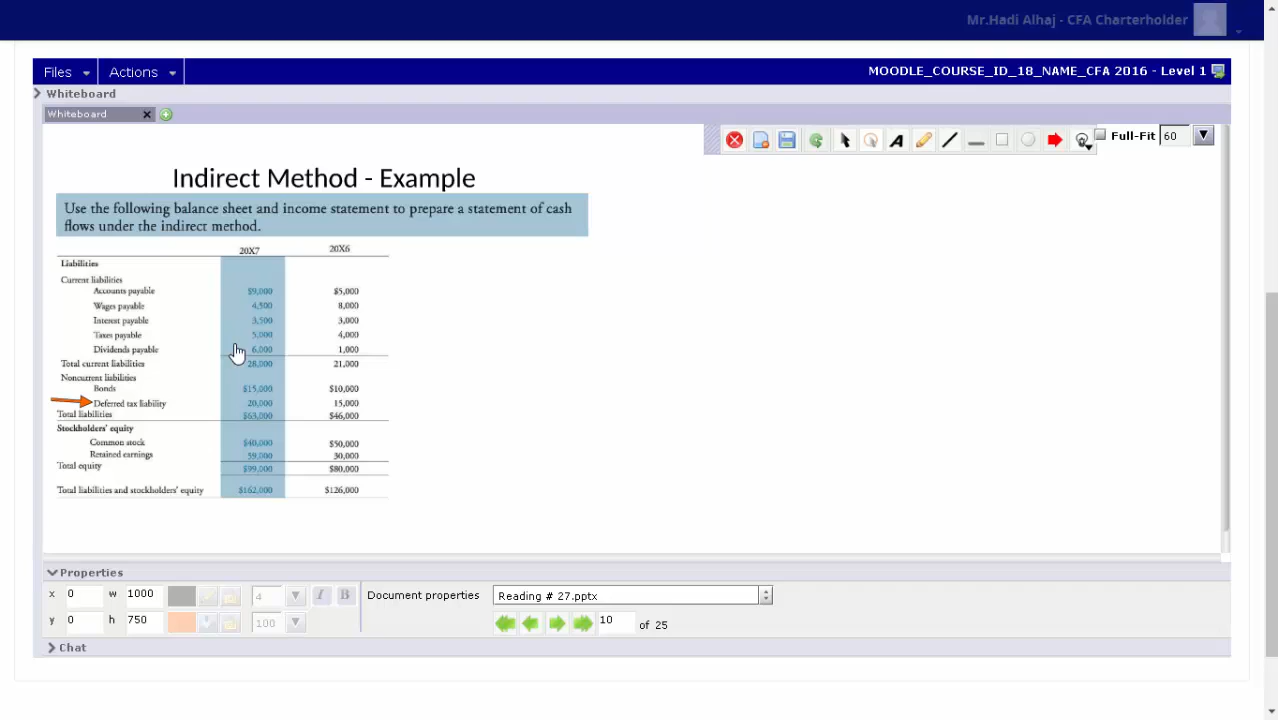 Mr.Hadi Alhaj - CFA Charterholder
Files Actions MOODLE_COURSE_ID_18_NAME_CFA 2016 - Level 1
Whiteboard
Whiteboard
A Full-Fit 60
Indirect Method - Example
Use the following balance sheet and income statement to prepare a statement of cash
flows under the indirect method.
20X7 20X6
Liabilities
Current liabilities
Accounts payable $9,000 $5,000
Wages payable 4,500 8,000
Interest payable 3,500 3,000
Taxes payable 5,000 4,000
Dividends payable 6,000 1,000
Total current liabilities 28,000 21,000
Noncurrent liabilities
Bonds $15,000 $10,000
Deferred tax liability 20,000 15,000
Total liabilities $63,000 $46,000
Stockholders' equity
Common stock $40,000 $50,000
Retained earnings 59,000 30,000
Total equity $99,000 $80,000
Total liabilities and stockholders' equity $162,000 $126,000
Properties
x 0 w 1000 4 I B Document properties Reading # 27.pptx
y 0 h 750 100 10 of 25
Chat